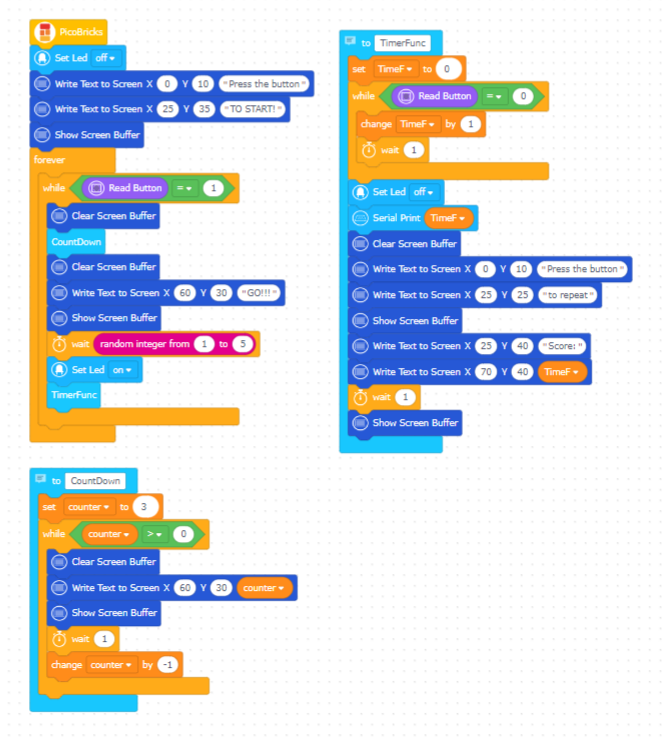 PicoBricks
Set Led off
Write Text to Screen X 0 Y 10 "Press the button"
Write Text to Screen X 25 Y 35 "TO START!"
Show Screen Buffer
forever
while Read Button = 1
Clear Screen Buffer
CountDown
Clear Screen Buffer
Write Text to Screen X 60 Y 30 "GO!!!"
Show Screen Buffer
wait random integer from 1 to 5
Set Led on
TimerFunc
to TimerFunc
set TimeF to 0
while Read Button = 0
change TimeF by 1
wait 1
Set Led off
Serial Print TimeF
Clear Screen Buffer
Write Text to Screen X 0 Y 10 "Press the button"
Write Text to Screen X 25 Y 25 "to repeat"
Show Screen Buffer
Write Text to Screen X 25 Y 40 "Score: "
Write Text to Screen X 70 Y 40 TimeF
wait 1
Show Screen Buffer
to CountDown
set counter to 3
while counter > 0
Clear Screen Buffer
Write Text to Screen X 60 Y 30 counter
Show Screen Buffer
wait 1
change counter by -1